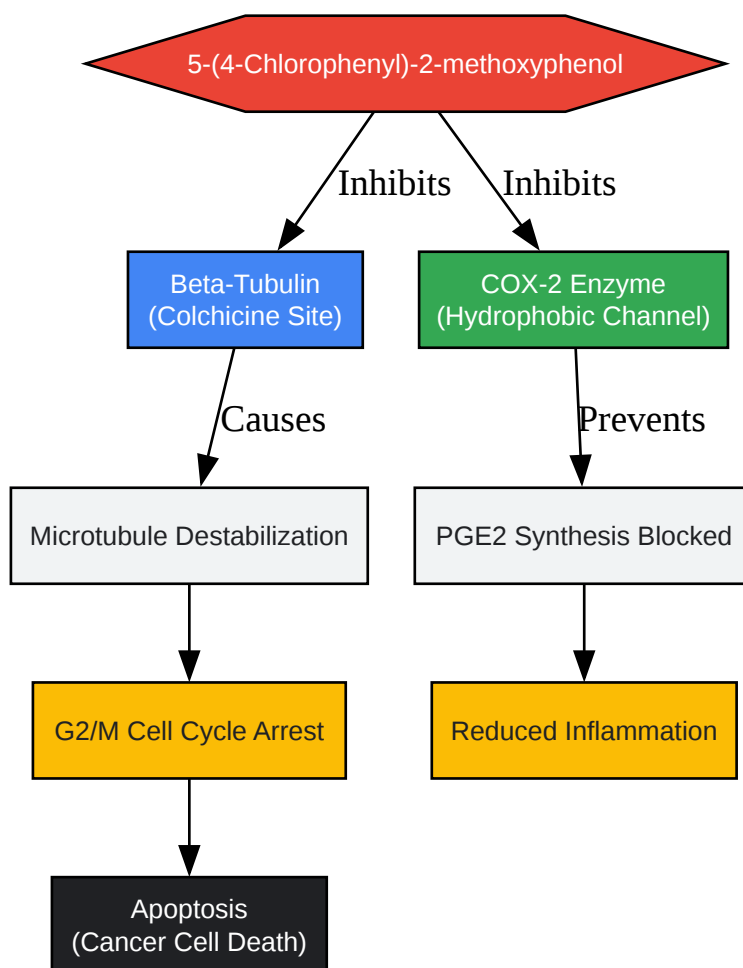 5-(4-Chlorophenyl)-2-methoxyphenol
Inhibits
Inhibits
Beta-Tubulin
(Colchicine Site)
COX-2 Enzyme
(Hydrophobic Channel)
Causes
Prevents
Microtubule Destabilization
PGE2 Synthesis Blocked
G2/M Cell Cycle Arrest
Reduced Inflammation
Apoptosis
(Cancer Cell Death)